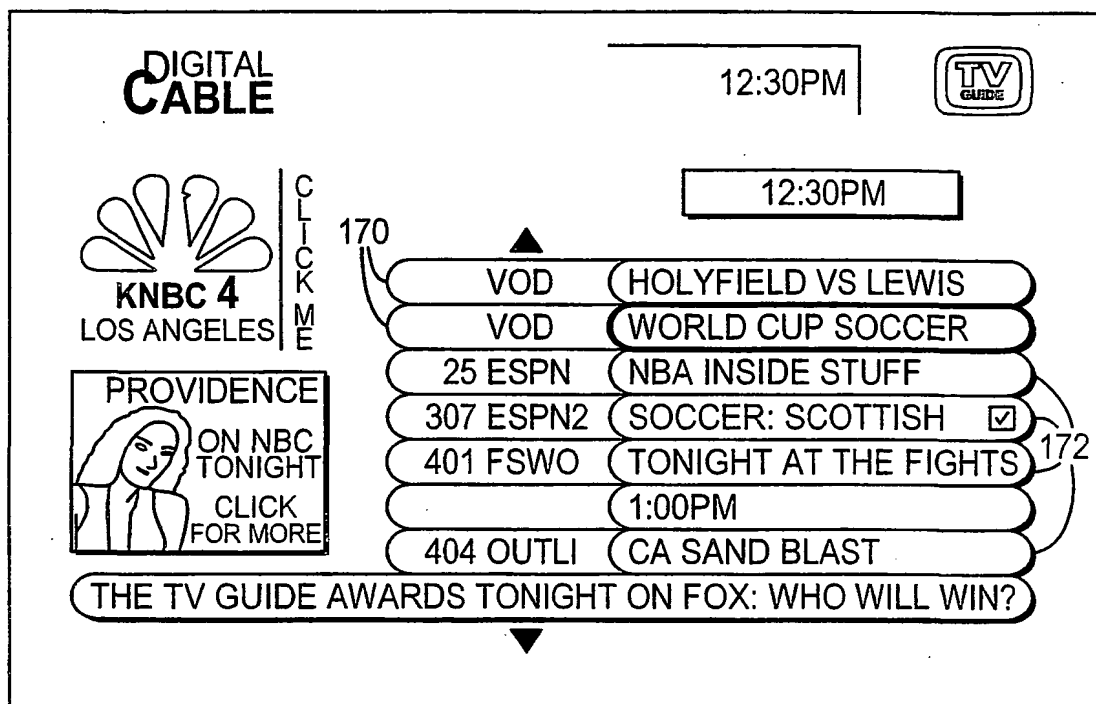 DIGITAL
CABLE
12:30PM
TV
GUIDE
12:30PM
KNBC 4
LOS ANGELES
CLICK ME
170
VOD HOLYFIELD VS LEWIS
VOD WORLD CUP SOCCER
25 ESPN NBA INSIDE STUFF
307 ESPN2 SOCCER: SCOTTISH
401 FSWO TONIGHT AT THE FIGHTS
1:00PM
404 OUTLI CA SAND BLAST
172
PROVIDENCE
ON NBC
TONIGHT
CLICK
FOR MORE
THE TV GUIDE AWARDS TONIGHT ON FOX: WHO WILL WIN?